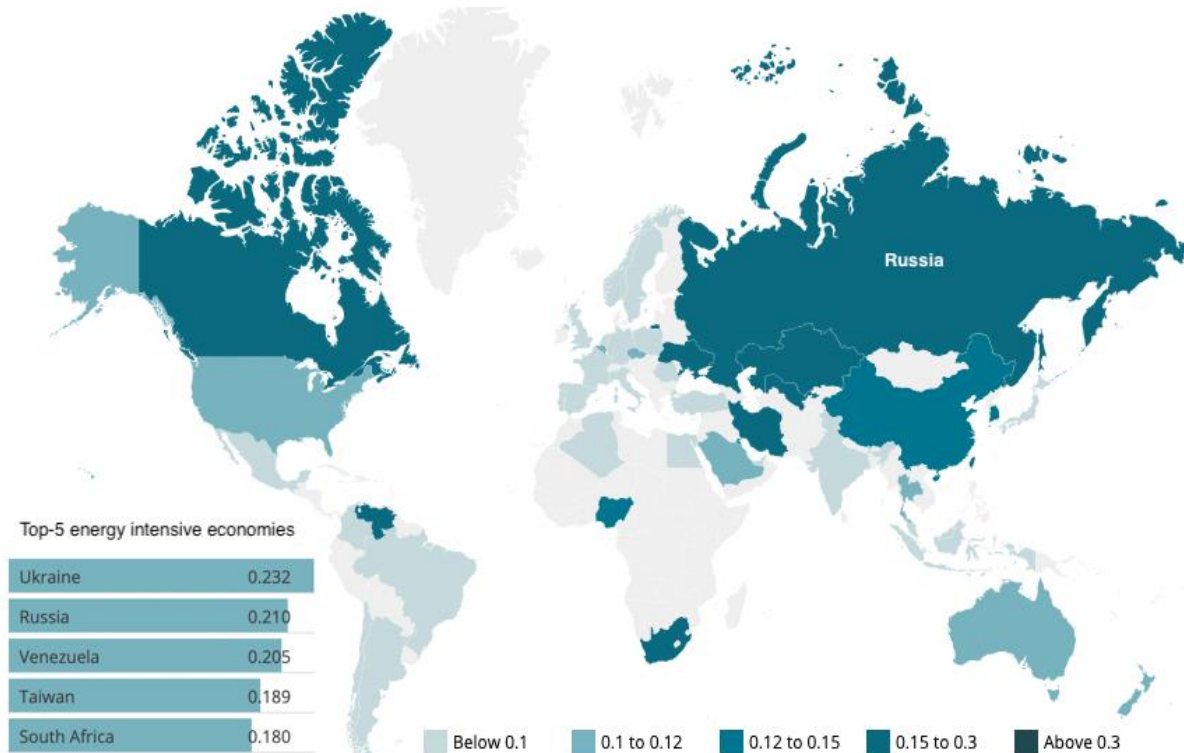 Russia
Top-5 energy intensive economies
Ukraine 0.232
Russia 0.210
Venezuela 0.205
Taiwan 0.189
South Africa 0.180
Below 0.1 0.1 to 0.12 0.12 to 0.15 0.15 to 0.3 Above 0.3